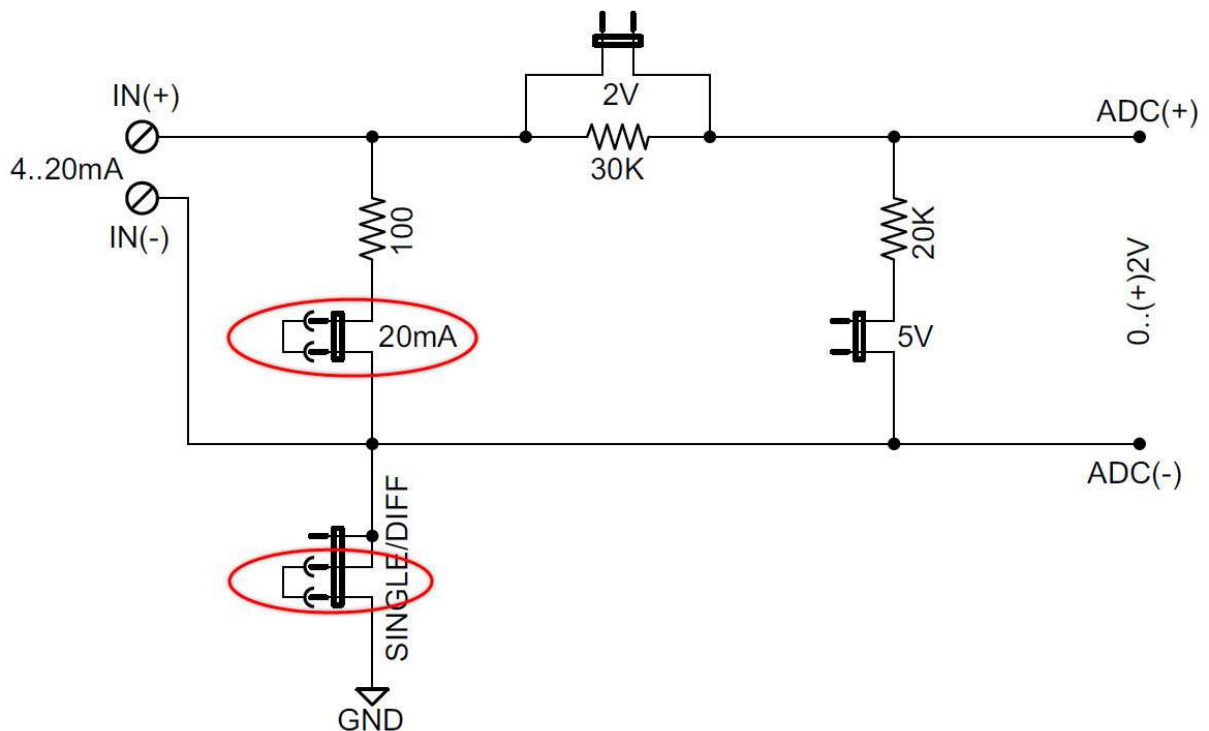 2V
IN(+)
ADC(+)
30K
4..20mA
IN(-)
100
20K
0..(+)2V
20mA
5V
ADC(-)
SINGLE/DIFF
GND